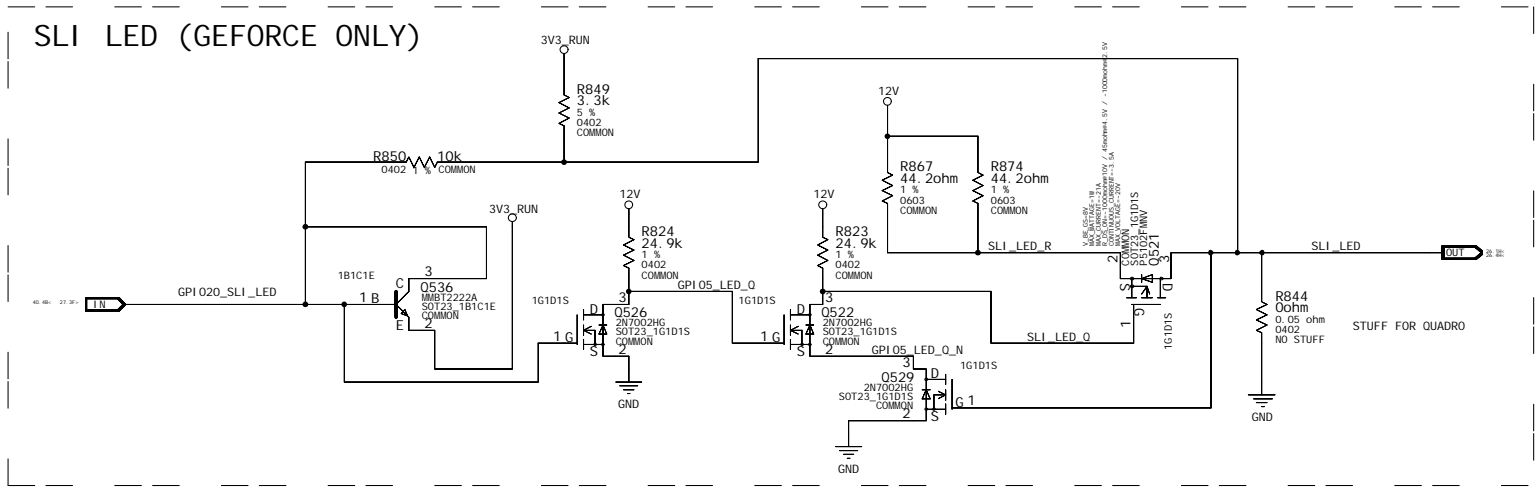 SLI LED (GEFORCE ONLY)
3V3_RUN
R849
3.3k
5 %
0402
COMMON
R850
10k
0402 1 % COMMON
12V
R867
44.2ohm
1 %
0603
COMMON
R874
44.2ohm
1 %
0603
COMMON
3V3_RUN
12V
R824
24.9k
1 %
0402
COMMON
12V
R823
24.9k
1 %
0402
COMMON
SLI_LED_R
MAX_VOLTAGE=-20V
COMMON
SOT23_1G1D1S
P5102FMNV
Q521
2
3
S
D
G
1
1G1D1S
SLI_LED
OUT
IN
GPIO20_SLI_LED
1B1C1E
1 B
C
3
Q536
MMBT2222A
SOT23_1B1C1E
COMMON
2
E
1G1D1S
1 G
D
3
Q526
2N7002HG
SOT23_1G1D1S
COMMON
2
S
GND
GPIO5_LED_Q
1G1D1S
1 G
D
3
Q522
2N7002HG
SOT23_1G1D1S
COMMON
2
S
SLI_LED_Q
GPIO5_LED_Q_N
3
D
1G1D1S
Q529
2N7002HG
SOT23_1G1D1S
COMMON
2
S
G 1
GND
R844
0ohm
0.05 ohm
0402
NO STUFF
STUFF FOR QUADRO
GND